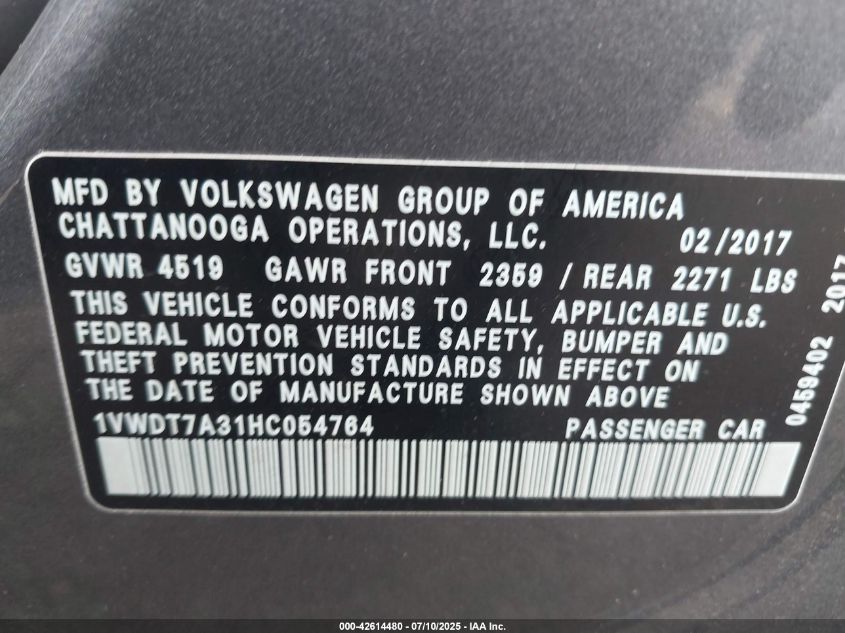 MFD BY VOLKSWAGEN GROUP OF AMERICA
CHATTANOOGA OPERATIONS, LLC. 02/2017
GVWR 4519 GAWR FRONT 2359 / REAR 2271 LBS
THIS VEHICLE CONFORMS TO ALL APPLICABLE U.S.
FEDERAL MOTOR VEHICLE SAFETY, BUMPER AND
THEFT PREVENTION STANDARDS IN EFFECT ON
THE DATE OF MANUFACTURE SHOWN ABOVE
1VWDT7A31HC054764 PASSENGER CAR
0459402 2017
000-42614480 - 07/10/2025 - IAA Inc.